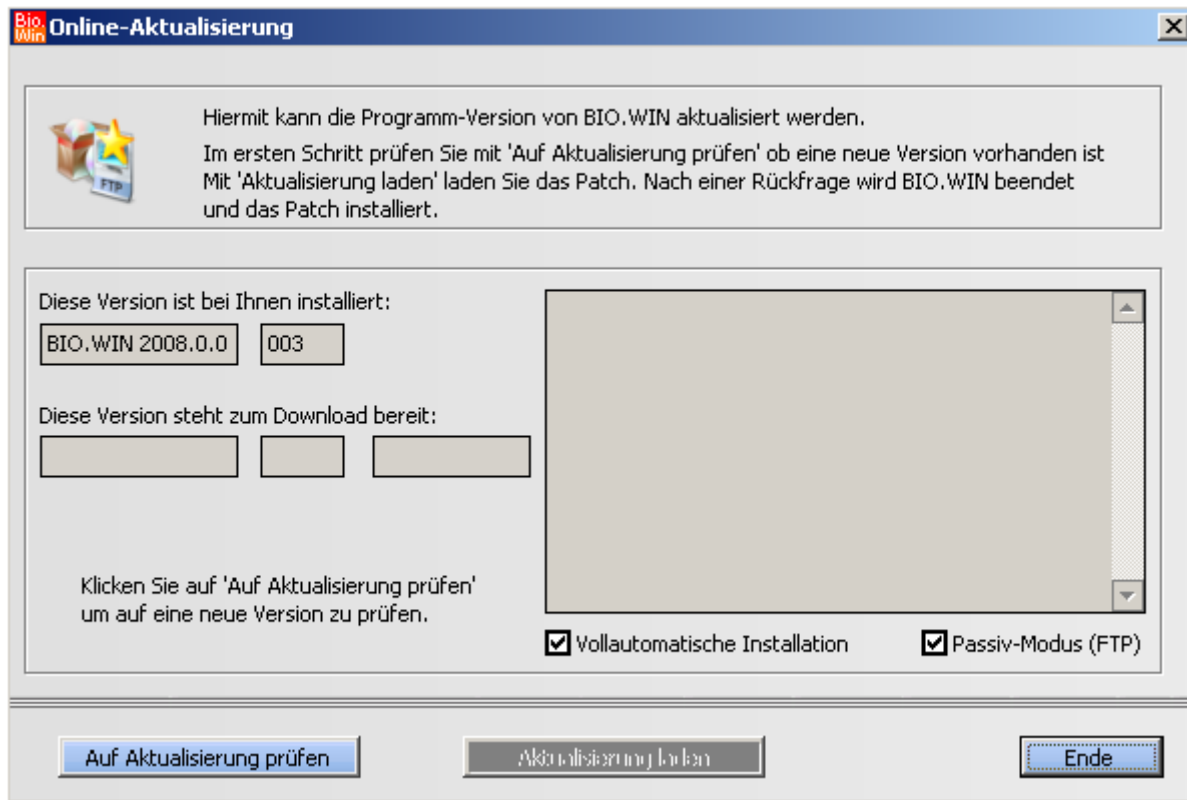 Bio.
Win
Online-Aktualisierung
Hiermit kann die Programm-Version von BIO.WIN aktualisiert werden.
Im ersten Schritt prüfen Sie mit 'Auf Aktualisierung prüfen' ob eine neue Version vorhanden ist
Mit 'Aktualisierung laden' laden Sie das Patch. Nach einer Rückfrage wird BIO.WIN beendet
und das Patch installiert.
FTP
Diese Version ist bei Ihnen installiert:
BIO.WIN 2008.0.0 003
Diese Version steht zum Download bereit:
Klicken Sie auf 'Auf Aktualisierung prüfen'
um auf eine neue Version zu prüfen.
Vollautomatische Installation Passiv-Modus (FTP)
Auf Aktualisierung prüfen Aktualisierung laden Ende